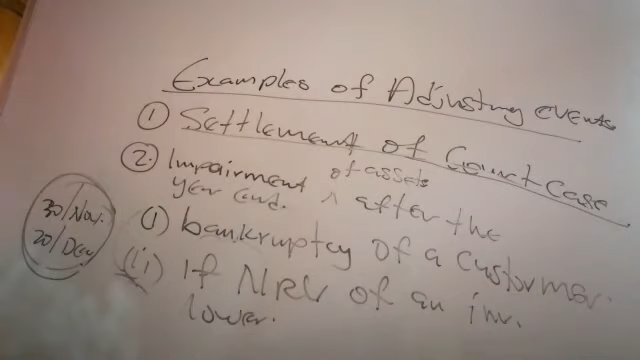 Examples of Adjusting events
① Settlement of Court Case
② Impairment of assets after the
year end.
(i) bankruptcy of a customer.
(ii) If NRV of an inv.
lower.
30/Nov.
20/Dec